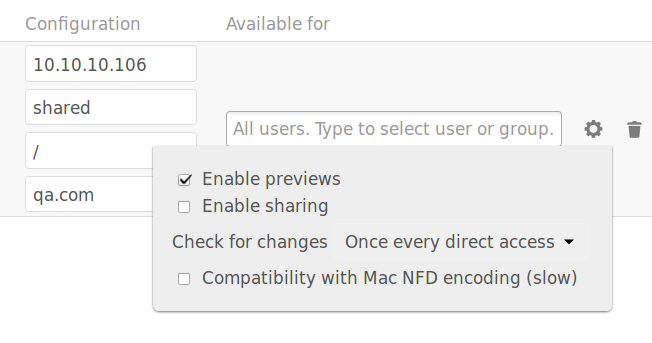 Configuration Available for
10.10.10.106
shared
All users. Type to select user or group.
/
qa.com
Enable previews
Enable sharing
Check for changes Once every direct access
Compatibility with Mac NFD encoding (slow)